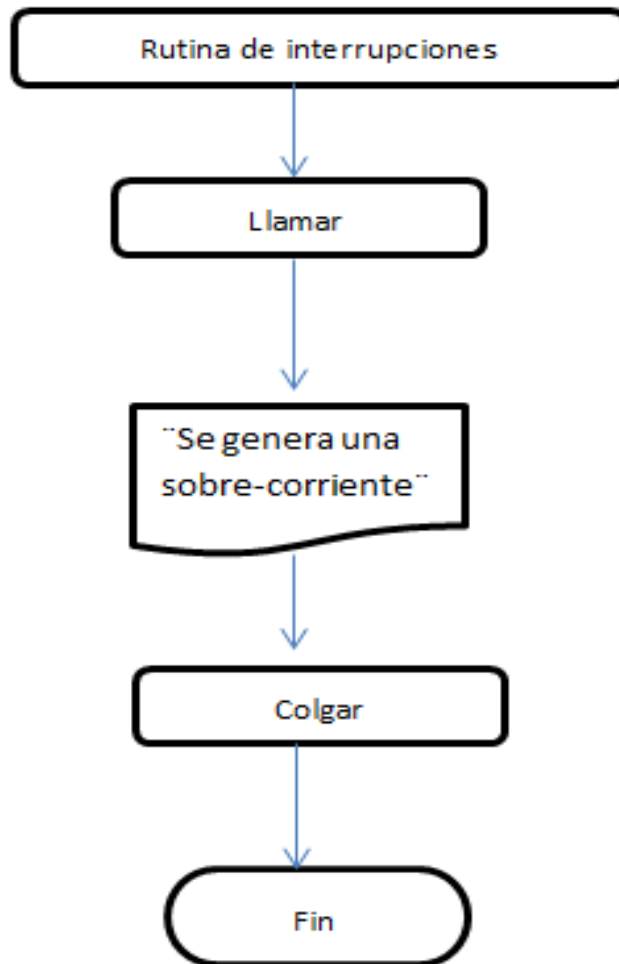 Rutina de interrupciones
Llamar
¨Se genera una
sobre-corriente¨
Colgar
Fin